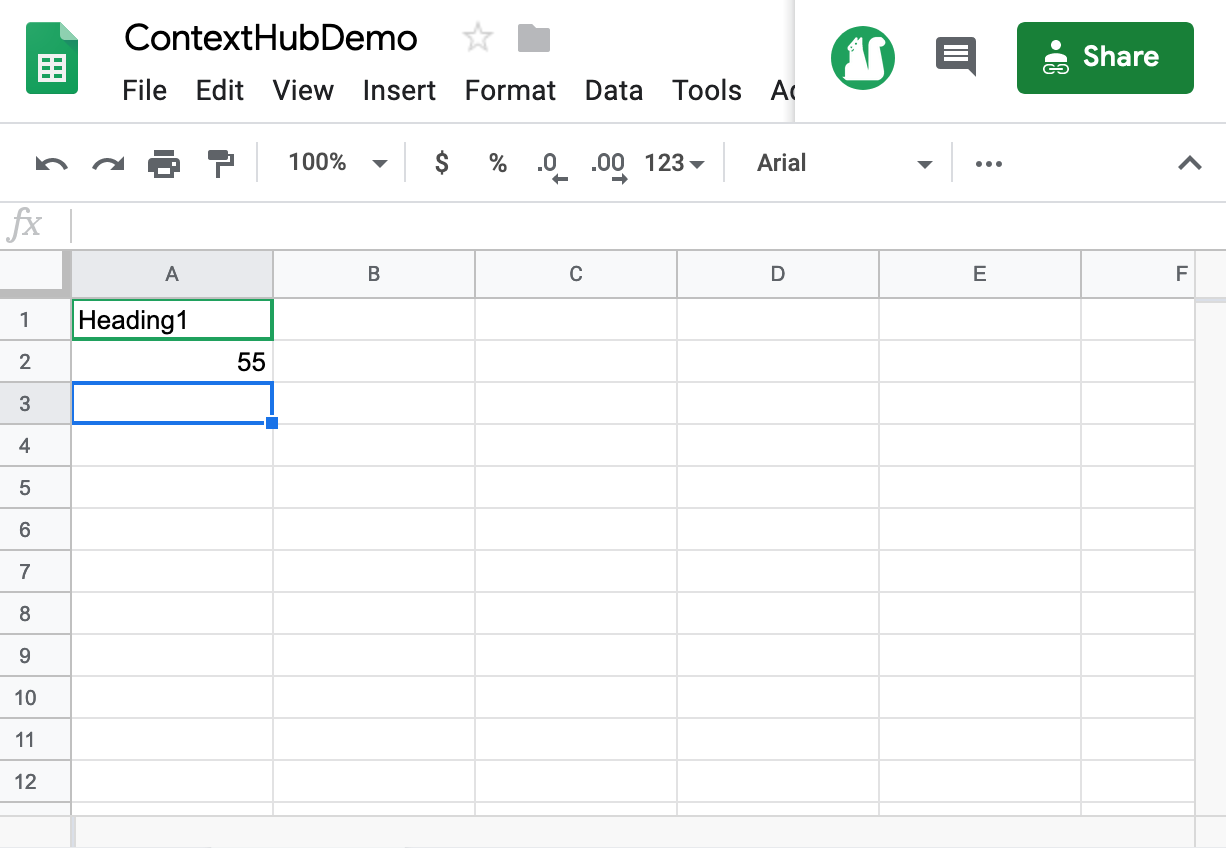 ContextHubDemo
File Edit View Insert Format Data Tools
Share
100% $ % .0 .00 123 Arial
fx
A B C D E F
1 Heading1
2 55
3
4
5
6
7
8
9
10
11
12